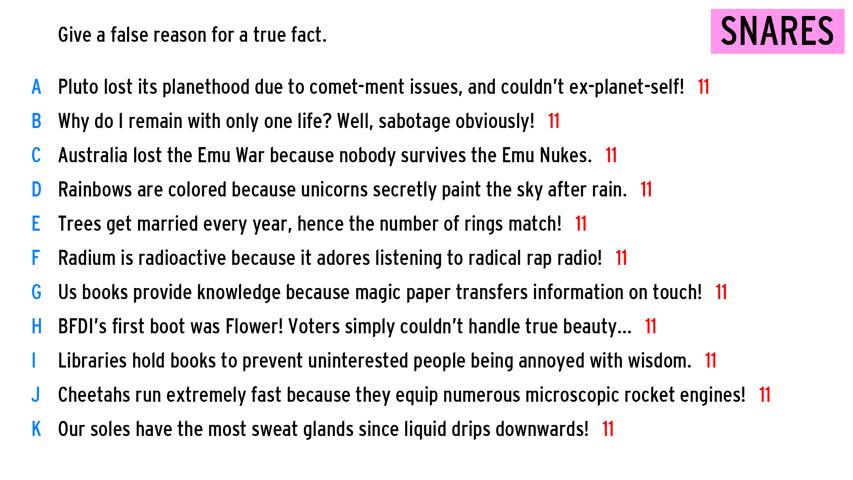 Give a false reason for a true fact.
SNARES
A Pluto lost its planethood due to comet-ment issues, and couldn't ex-planet-self! 11
B Why do I remain with only one life? Well, sabotage obviously! 11
C Australia lost the Emu War because nobody survives the Emu Nukes. 11
D Rainbows are colored because unicorns secretly paint the sky after rain. 11
E Trees get married every year, hence the number of rings match! 11
F Radium is radioactive because it adores listening to radical rap radio! 11
G Us books provide knowledge because magic paper transfers information on touch! 11
H BFDI's first boot was Flower! Voters simply couldn't handle true beauty... 11
I Libraries hold books to prevent uninterested people being annoyed with wisdom. 11
J Cheetahs run extremely fast because they equip numerous microscopic rocket engines! 11
K Our soles have the most sweat glands since liquid drips downwards! 11